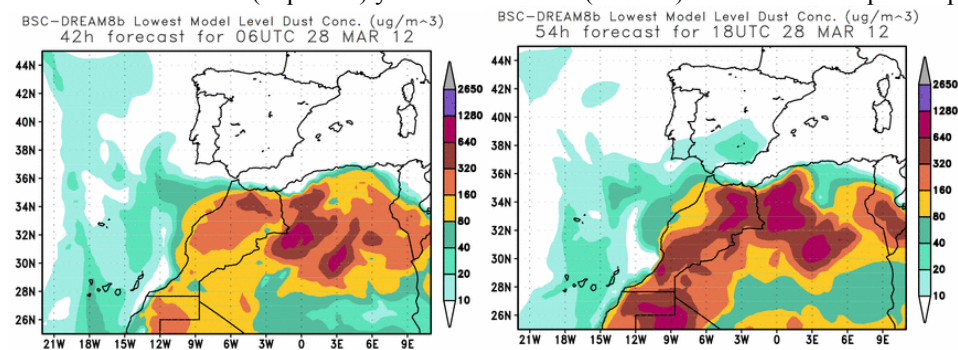 BSC-DREAM8b Lowest Model Level Dust Conc. (ug/m^3)
42h forecast for 06UTC 28 MAR 12
44N
42N
40N
38N
36N
34N
32N
30N
28N
26N
21W 18W 15W 12W 9W 6W 3W 0 3E 6E 9E
2650
1280
640
320
160
80
40
20
10
BSC-DREAM8b Lowest Model Level Dust Conc. (ug/m^3)
54h forecast for 18UTC 28 MAR 12
44N
42N
40N
38N
36N
34N
32N
30N
28N
26N
21W 18W 15W 12W 9W 6W 3W 0 3E 6E 9E
2650
1280
640
320
160
80
40
20
10